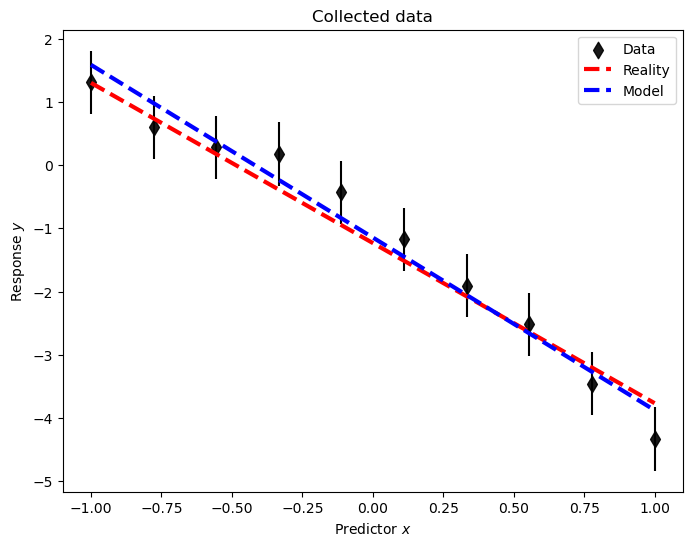 Collected data
Data
Reality
Model
2
1
0
−1
−2
−3
−4
−5
Response y
−1.00 −0.75 −0.50 −0.25 0.00 0.25 0.50 0.75 1.00
Predictor x